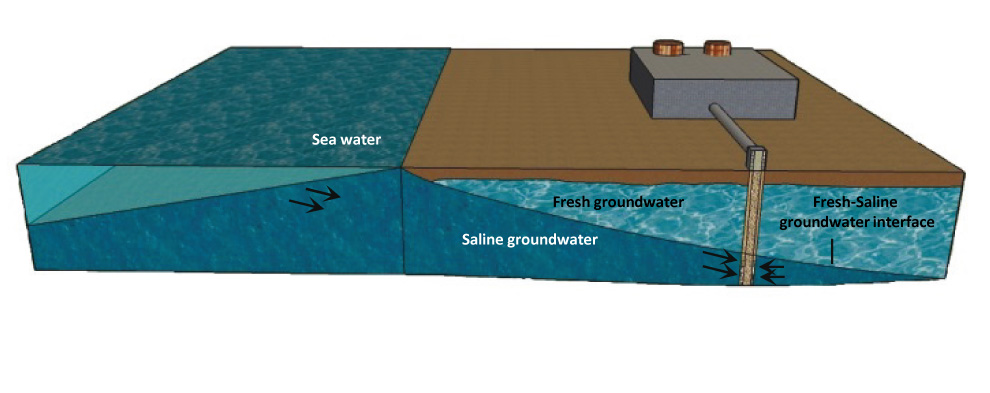 Sea water
Fresh groundwater
Fresh-Saline
groundwater interface
Saline groundwater